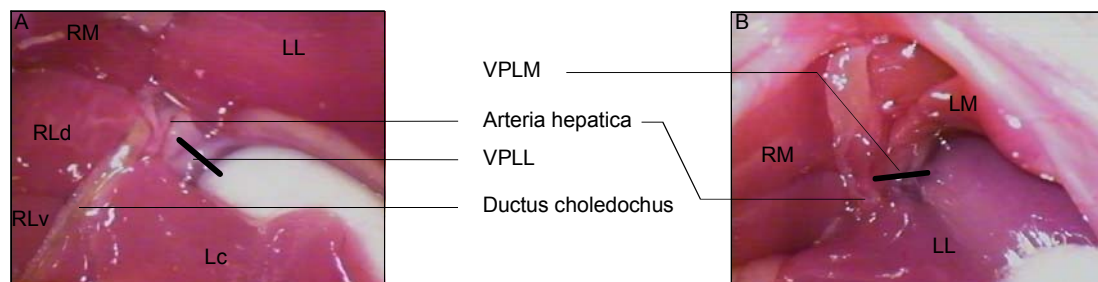 A
RM
LL
RLd
RLv
Lc
VPLM
Arteria hepatica
VPLL
Ductus choledochus
B
LM
RM
LL